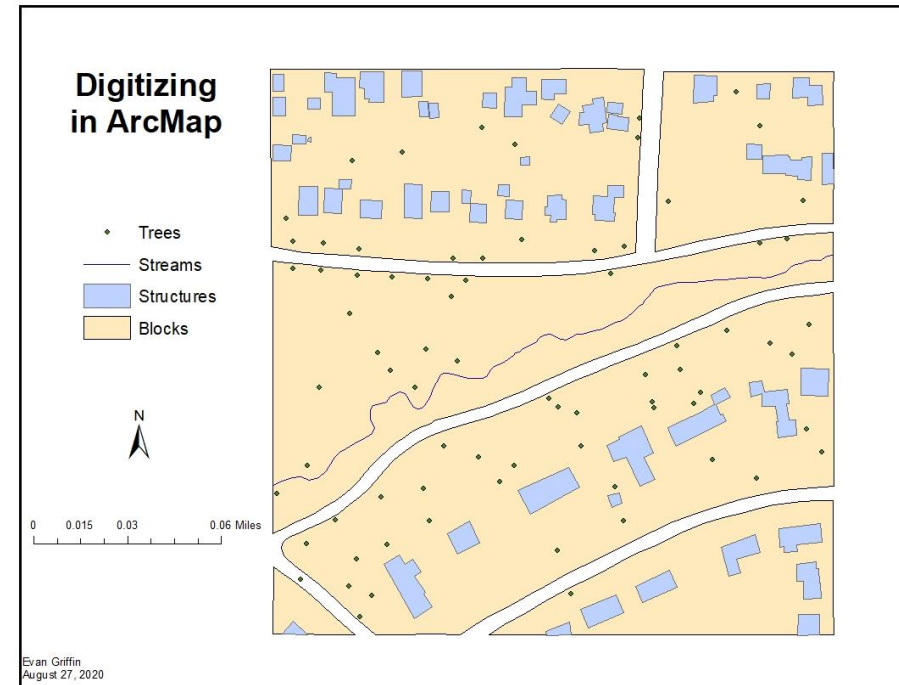 Digitizing
in ArcMap
Trees
Streams
Structures
Blocks
N
0 0.015 0.03 0.06 Miles
Evan Griffin
August 27, 2020